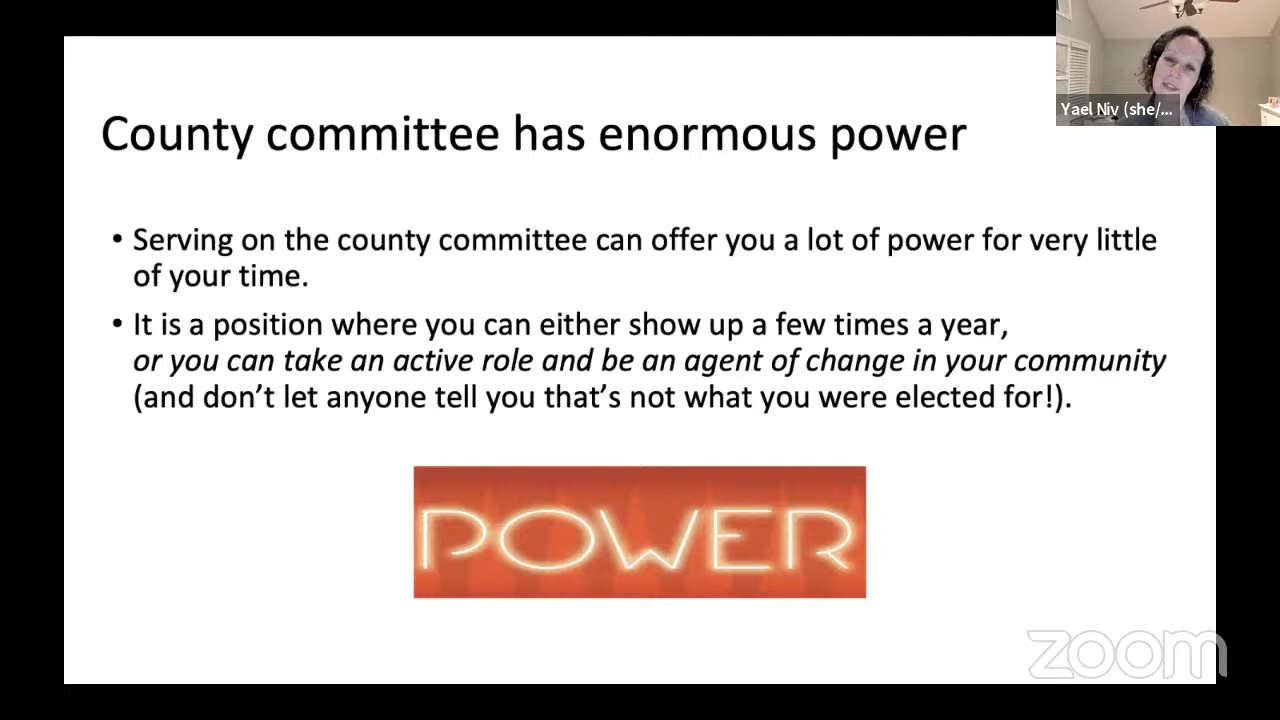 Yael Niv (she/...
County committee has enormous power
• Serving on the county committee can offer you a lot of power for very little
of your time.
• It is a position where you can either show up a few times a year,
or you can take an active role and be an agent of change in your community
(and don’t let anyone tell you that’s not what you were elected for!).
POWER
zoom